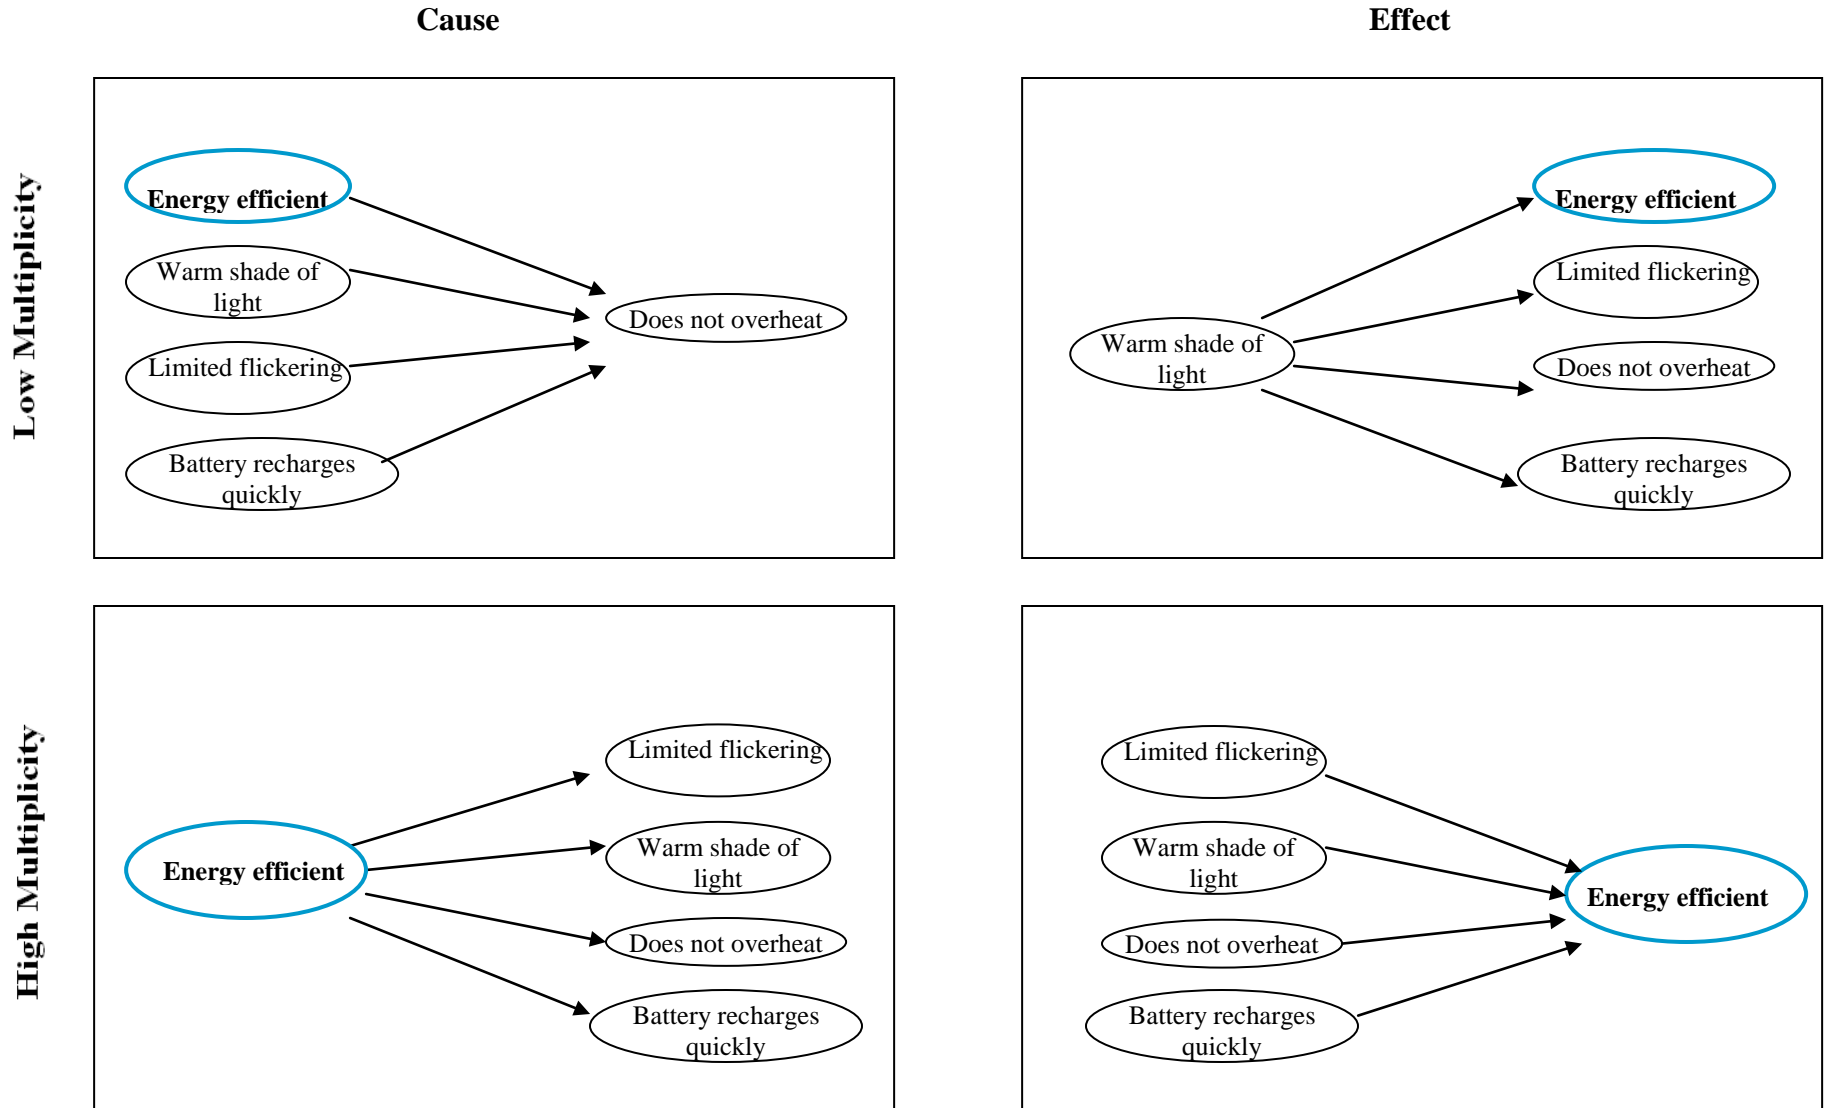 Cause
Effect
Low Multiplicity
Energy efficient
Warm shade of
light
Limited flickering
Battery recharges
quickly
Does not overheat
Warm shade of
light
Energy efficient
Limited flickering
Does not overheat
Battery recharges
quickly
High Multiplicity
Energy efficient
Limited flickering
Warm shade of
light
Does not overheat
Battery recharges
quickly
Limited flickering
Warm shade of
light
Does not overheat
Battery recharges
quickly
Energy efficient